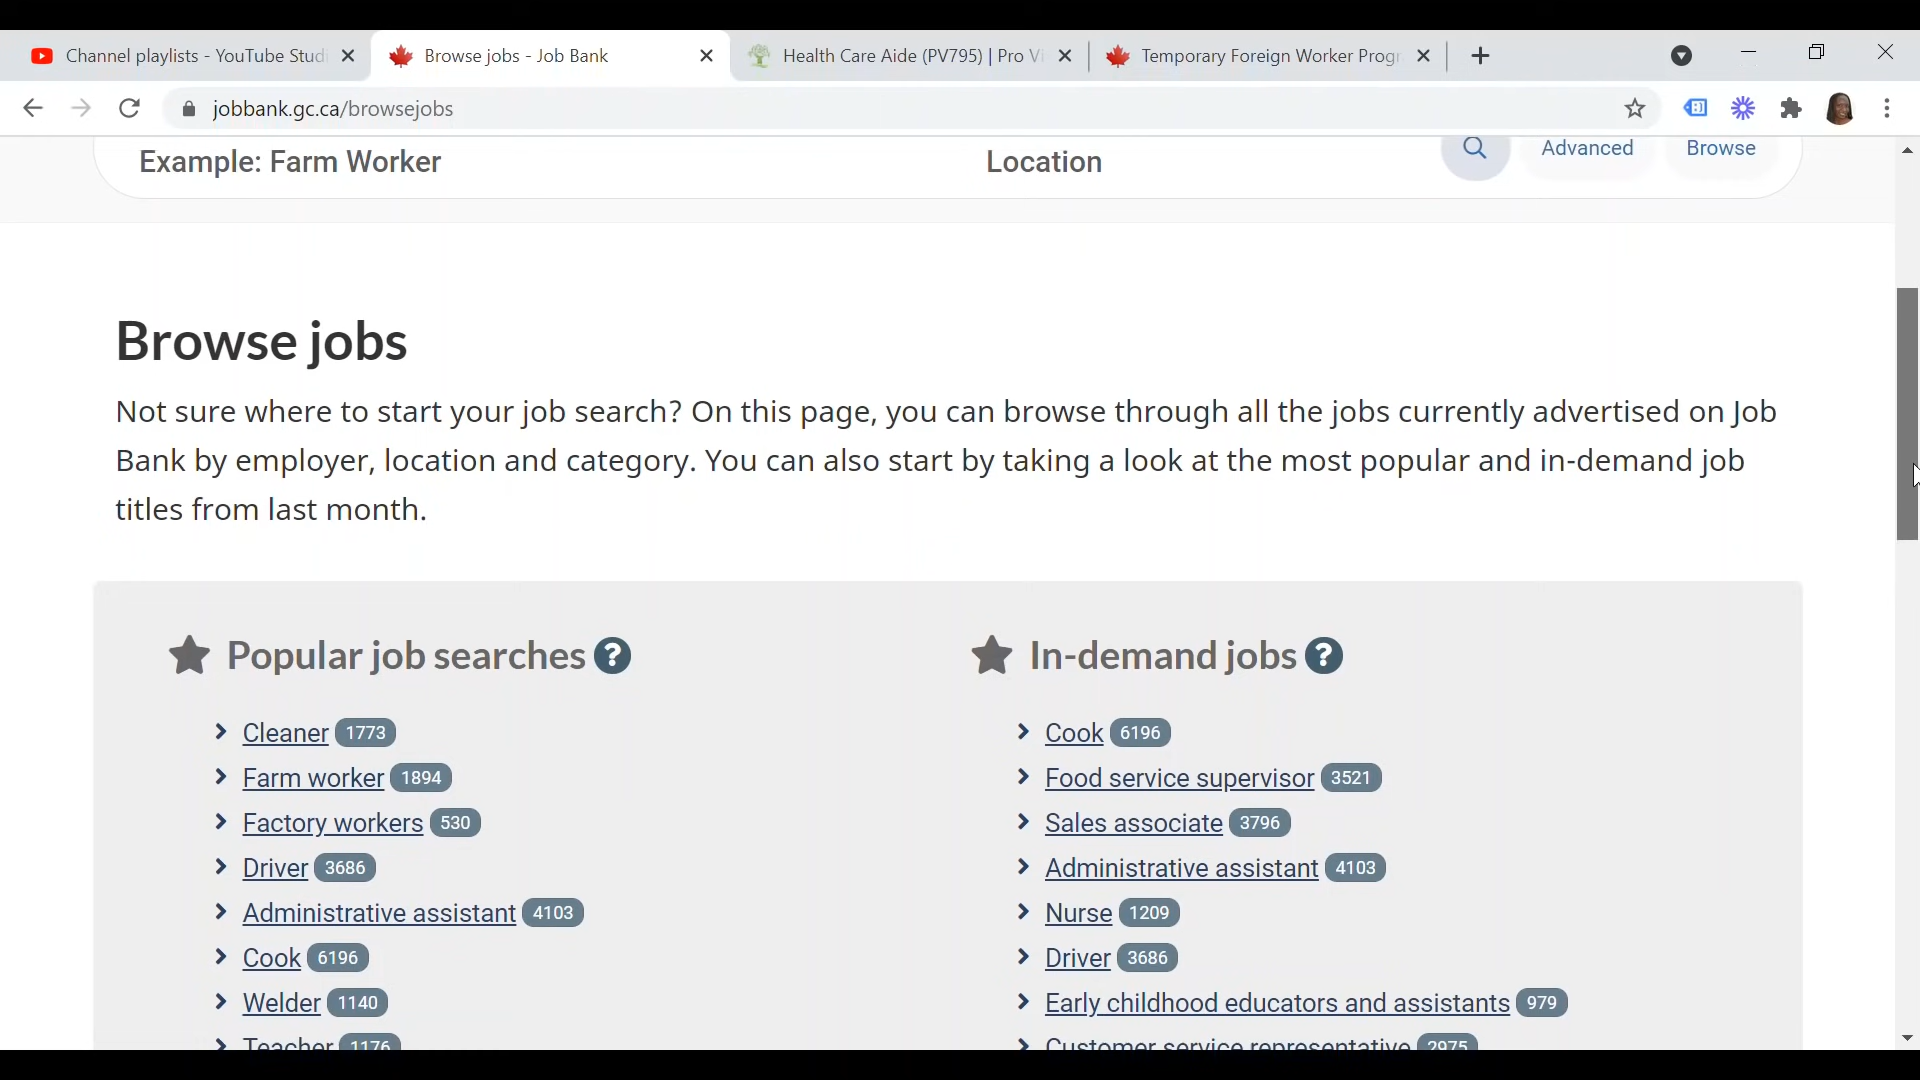 Channel playlists - YouTube Studi
Browse jobs - Job Bank
Health Care Aide (PV795) | Pro Vi
Temporary Foreign Worker Progr
jobbank.gc.ca/browsejobs
Example: Farm Worker
Location
Advanced
Browse
Browse jobs
Not sure where to start your job search? On this page, you can browse through all the jobs currently advertised on Job
Bank by employer, location and category. You can also start by taking a look at the most popular and in-demand job
titles from last month.
Popular job searches ?
Cleaner 1773
Farm worker 1894
Factory workers 530
Driver 3686
Administrative assistant 4103
Cook 6196
Welder 1140
Teacher 1176
In-demand jobs ?
Cook 6196
Food service supervisor 3521
Sales associate 3796
Administrative assistant 4103
Nurse 1209
Driver 3686
Early childhood educators and assistants 979
Customer service representative 2975